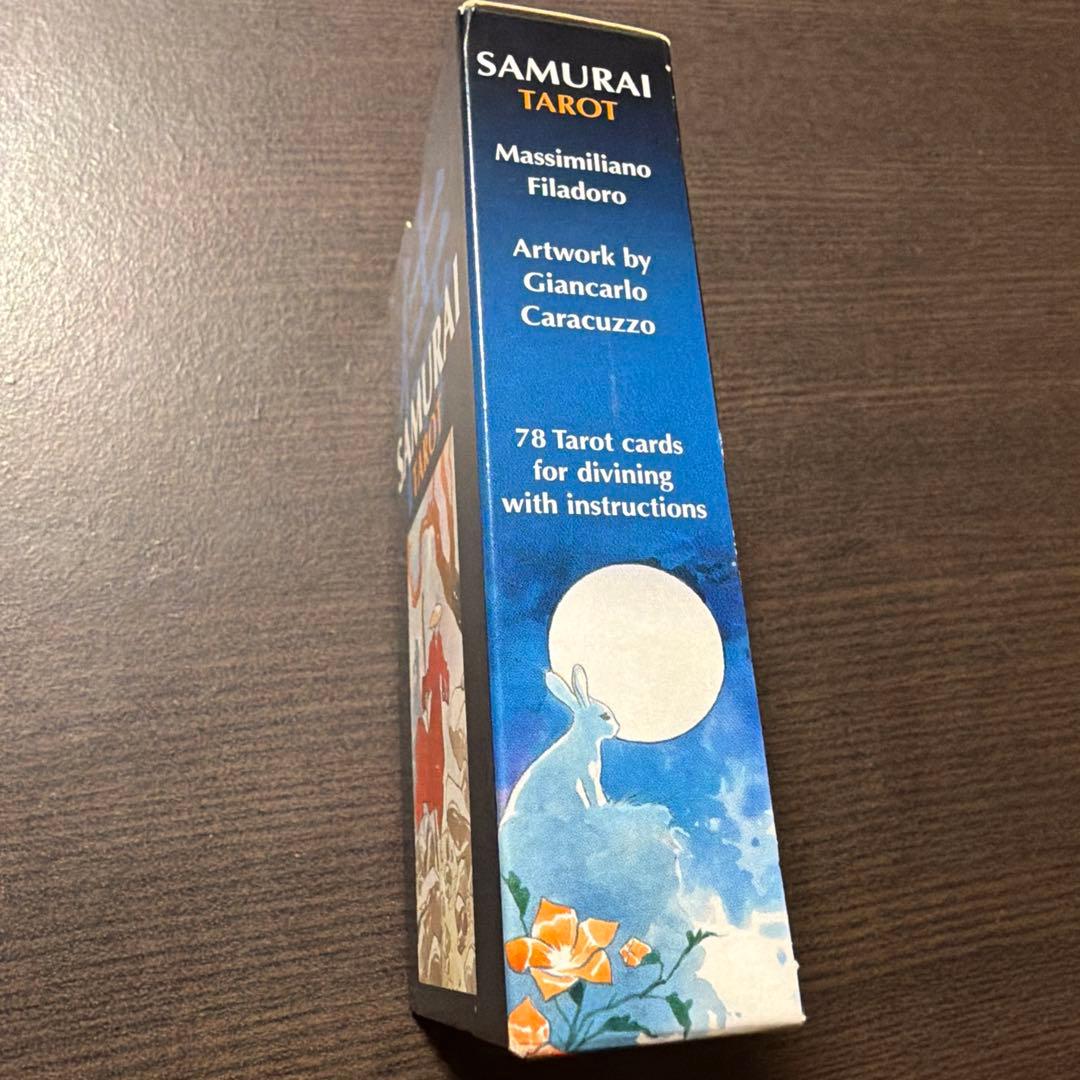 SAMURAI
TAROT
Massimiliano
Filadoro
Artwork by
Giancarlo
Caracuzzo
78 Tarot cards
for divining
with instructions
SAMURAI
TAROT